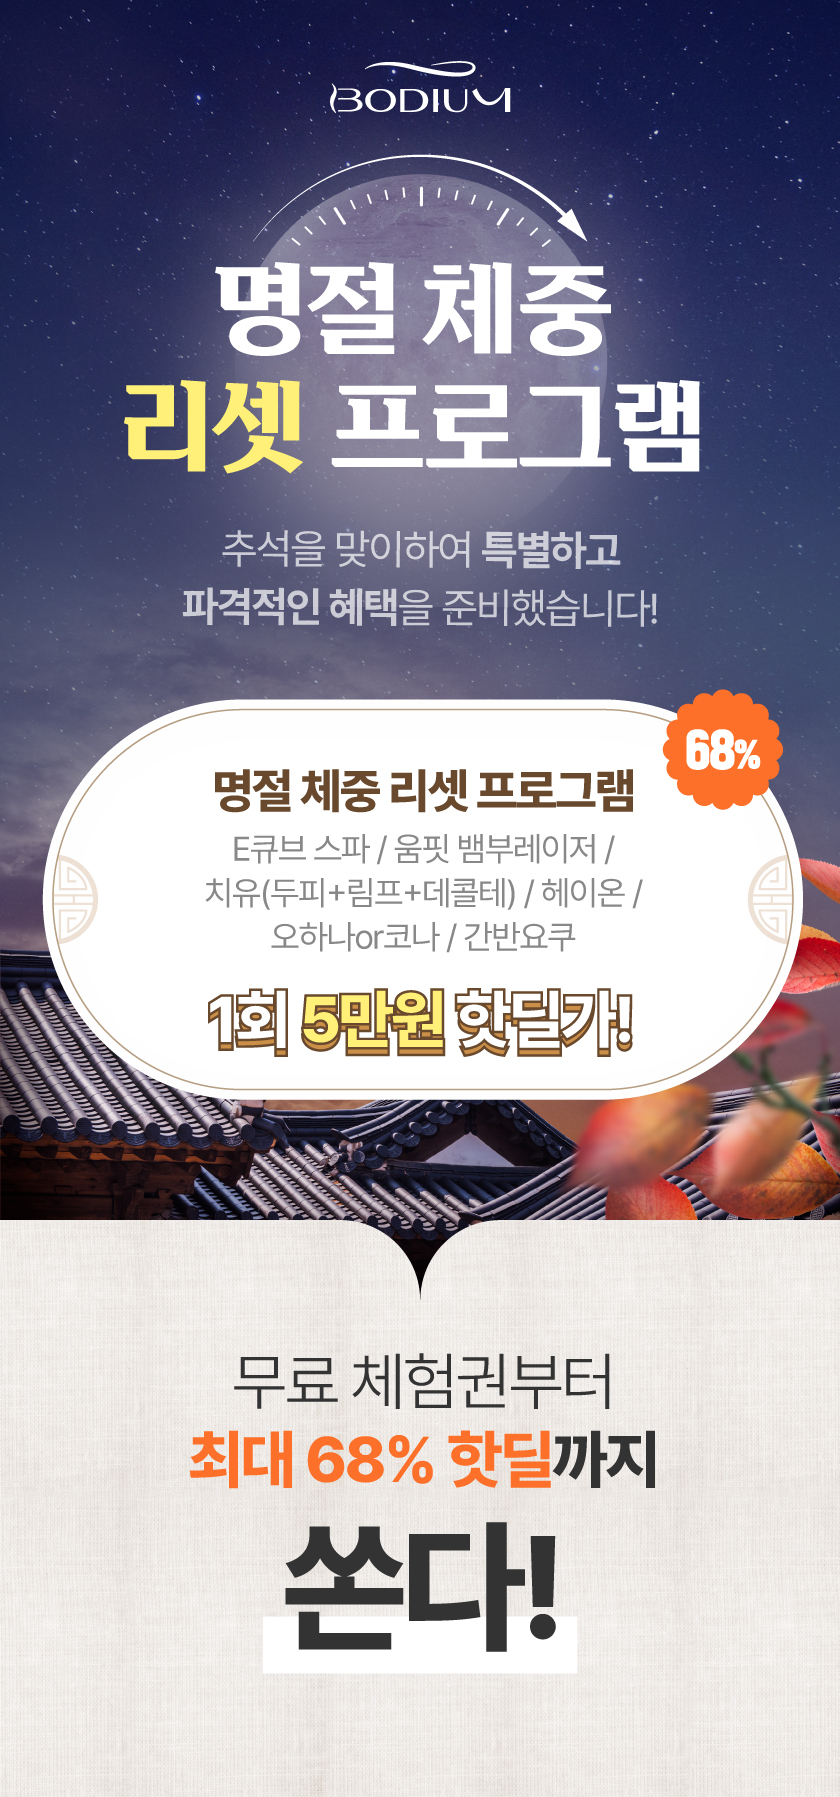 BODIUM
명절 체중
리셋 프로그램
추석을 맞이하여 특별하고
파격적인 혜택을 준비했습니다!
68%
명절 체중 리셋 프로그램
E큐브 스파 / 움핏 뱀부레이저 /
치유(두피+림프+데콜테) / 헤이온 /
오하나or코나 / 간반요쿠
1회 5만원 핫딜가!
무료 체험권부터
최대 68% 핫딜까지
쏜다!